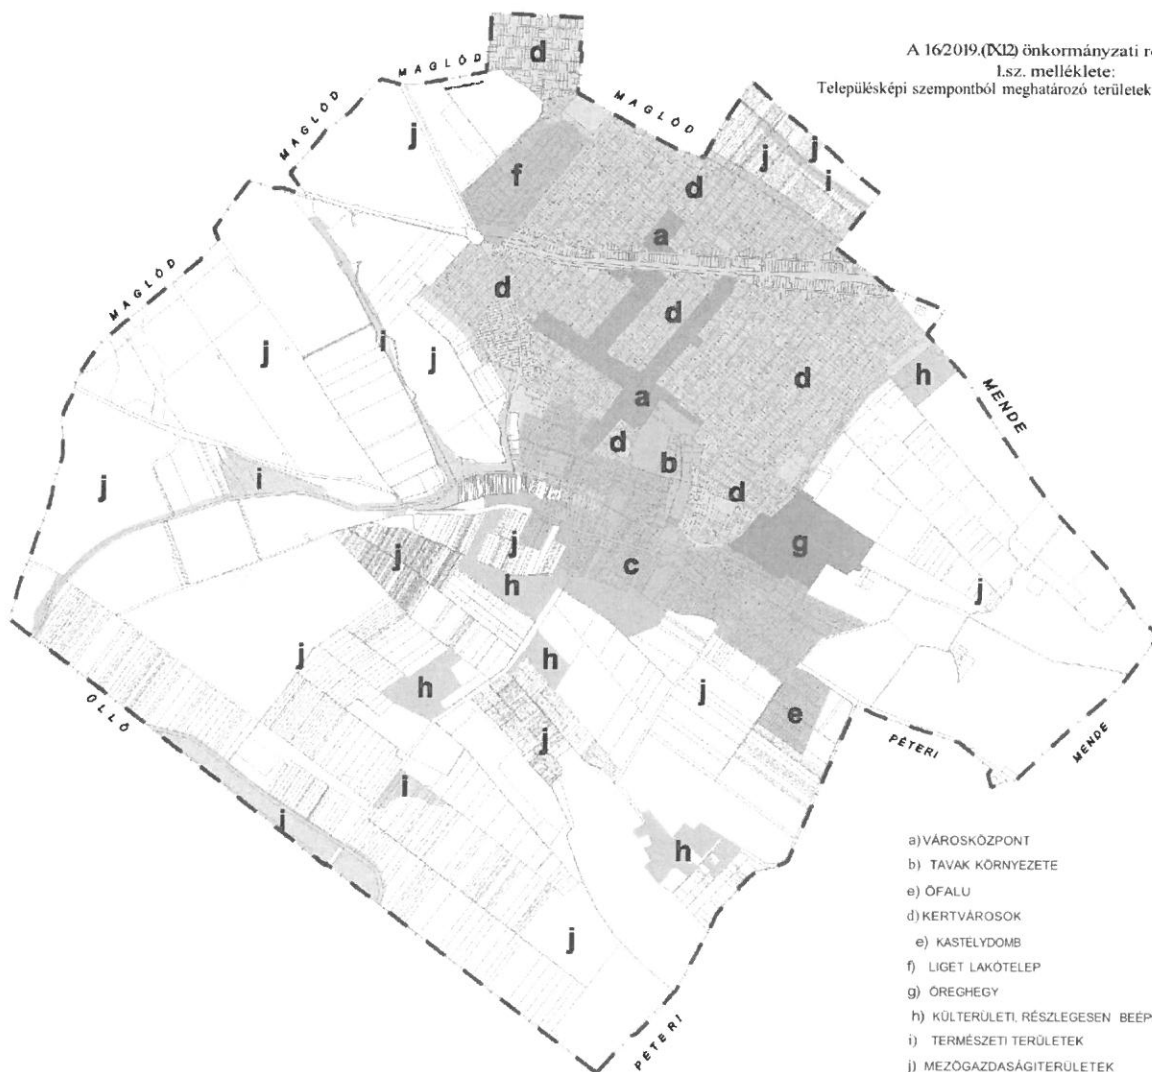 A 16/2019.(IX12) önkormányzati re
1.sz. melléklete:
Településképi szempontból meghatározó területek
MAGLÓD
MAGLÓD
MAGLÓD
MAGLÓD
MENDE
MENDE
PÉTERI
PÉTERI
ÜLLŐ
d
j
f
d
j
j
i
a
d
d
j
i
j
d
h
a
d
b
j
i
d
g
j
j
h
c
j
j
h
h
j
e
j
i
i
h
j
a) VÁROSKÖZPONT
b) TAVAK KÖRNYEZETE
e) ÓFALU
d) KERTVÁROSOK
e) KASTÉLYDOMB
f) LIGET LAKÓTELEP
g) ÖREGHEGY
h) KÜLTERÜLETI, RÉSZLEGESEN BEÉP
i) TERMÉSZETI TERÜLETEK
j) MEZŐGAZDASÁGI TERÜLETEK